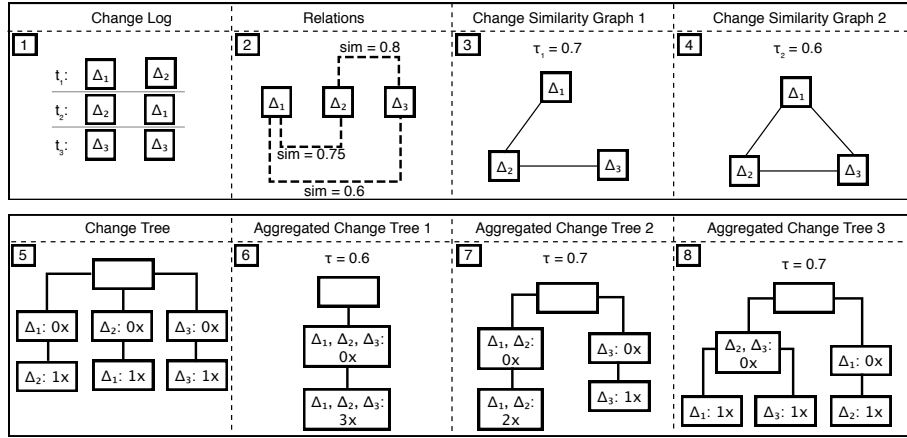 Change Log
1
t₁: Δ₁ Δ₂
t₂: Δ₂ Δ₁
t₃: Δ₃ Δ₃
Relations
2
sim = 0.8
Δ₁ Δ₂ Δ₃
sim = 0.75
sim = 0.6
Change Similarity Graph 1
3
τ₁ = 0.7
Δ₁
Δ₂ Δ₃
Change Similarity Graph 2
4
τ₂ = 0.6
Δ₁
Δ₂ Δ₃
Change Tree
5
Δ₁: 0x Δ₂: 0x Δ₃: 0x
Δ₂: 1x Δ₁: 1x Δ₃: 1x
Aggregated Change Tree 1
6
τ = 0.6
Δ₁, Δ₂, Δ₃:
0x
Δ₁, Δ₂, Δ₃:
3x
Aggregated Change Tree 2
7
τ = 0.7
Δ₁, Δ₂:
0x
Δ₃: 0x
Δ₁, Δ₂:
2x
Δ₃: 1x
Aggregated Change Tree 3
8
τ = 0.7
Δ₂, Δ₃:
0x
Δ₁: 0x
Δ₁: 1x Δ₃: 1x Δ₂: 1x